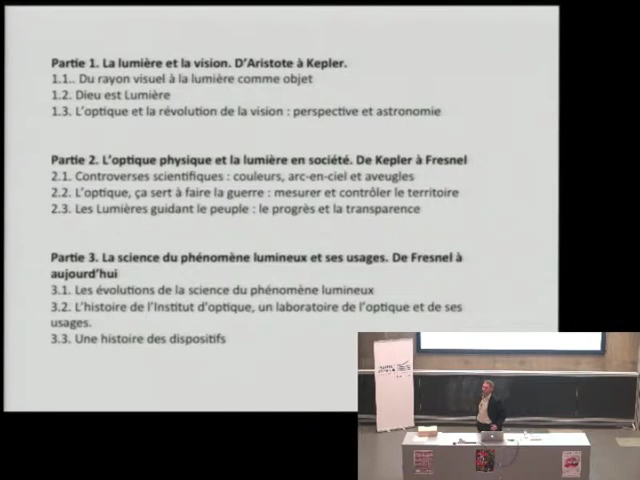 Partie 1. La lumière et la vision. D'Aristote à Kepler.
1.1.. Du rayon visuel à la lumière comme objet
1.2. Dieu est Lumière
1.3. L'optique et la révolution de la vision : perspective et astronomie
Partie 2. L'optique physique et la lumière en société. De Kepler à Fresnel
2.1. Controverses scientifiques : couleurs, arc-en-ciel et aveugles
2.2. L'optique, ça sert à faire la guerre : mesurer et contrôler le territoire
2.3. Les Lumières guidant le peuple : le progrès et la transparence
Partie 3. La science du phénomène lumineux et ses usages. De Fresnel à
aujourd'hui
3.1. Les évolutions de la science du phénomène lumineux
3.2. L'histoire de l'Institut d'optique, un laboratoire de l'optique et de ses
usages.
3.3. Une histoire des dispositifs